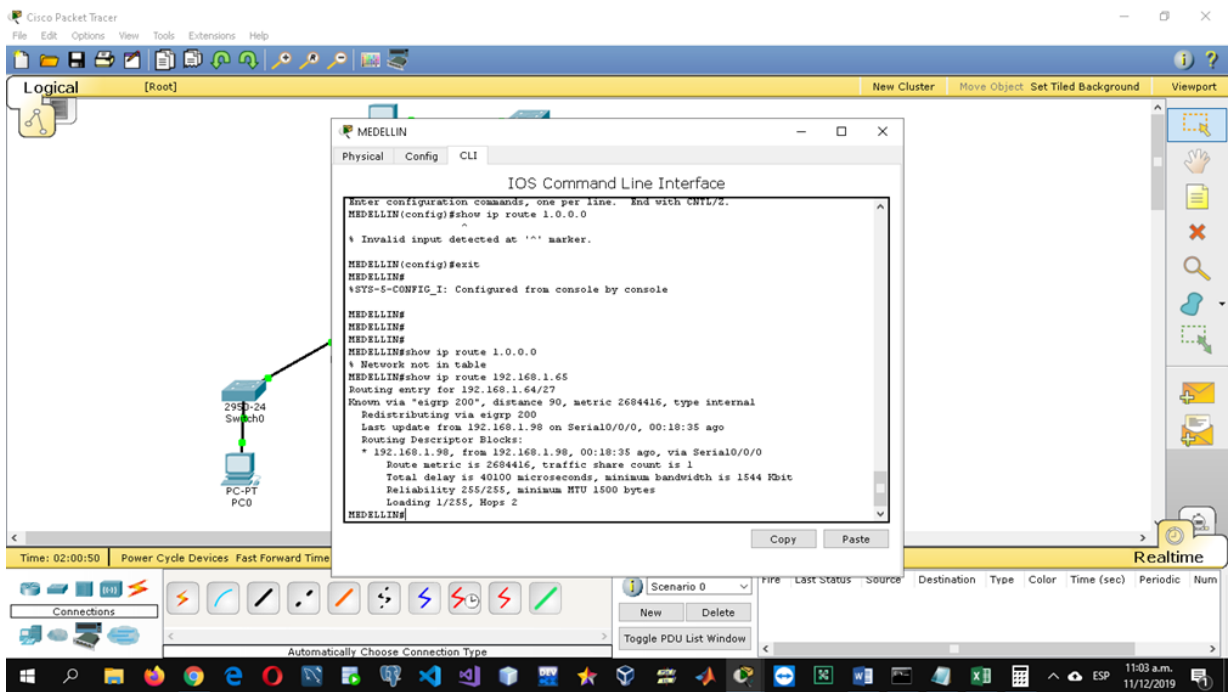 Cisco Packet Tracer
File Edit Options View Tools Extensions Help
Logical [Root] New Cluster Move Object Set Tiled Background Viewport
MEDELLIN
Physical Config CLI
IOS Command Line Interface
Enter configuration commands, one per line. End with CNTL/Z.
MEDELLIN(config)#show ip route 1.0.0.0
^
% Invalid input detected at '^' marker.
MEDELLIN(config)#exit
MEDELLIN#
%SYS-5-CONFIG_I: Configured from console by console
MEDELLIN#
MEDELLIN#
MEDELLIN#
MEDELLIN#show ip route 1.0.0.0
% Network not in table
MEDELLIN#show ip route 192.168.1.65
Routing entry for 192.168.1.64/27
Known via "eigrp 200", distance 90, metric 2684416, type internal
Redistributing via eigrp 200
Last update from 192.168.1.98 on Serial0/0/0, 00:18:35 ago
Routing Descriptor Blocks:
* 192.168.1.98, from 192.168.1.98, 00:18:35 ago, via Serial0/0/0
Route metric is 2684416, traffic share count is 1
Total delay is 40100 microseconds, minimum bandwidth is 1544 Kbit
Reliability 255/255, minimum MTU 1500 bytes
Loading 1/255, Hops 2
MEDELLIN#
Copy Paste
2950-24
Switch0
PC-PT
PC0
Time: 02:00:50 Power Cycle Devices Fast Forward Time
Realtime
Connections
Automatically Choose Connection Type
Scenario 0
New Delete
Toggle PDU List Window
Fire Last Status Source Destination Type Color Time (sec) Periodic Num
ESP
11:03 a.m.
11/12/2019